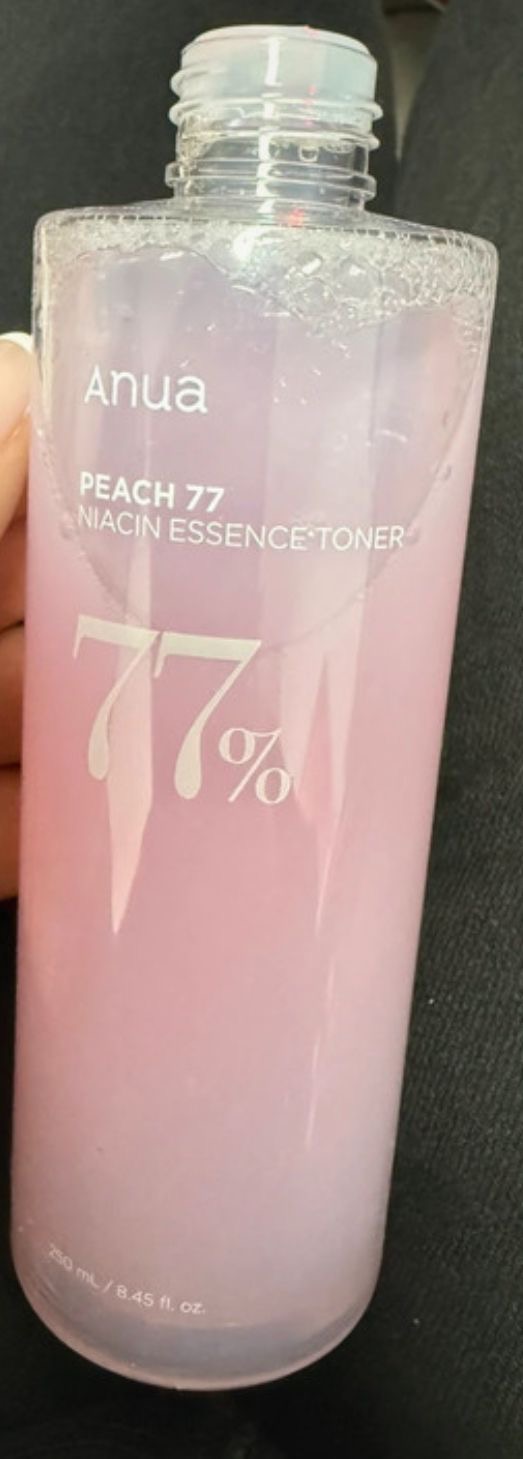 Anua
PEACH 77
NIACIN ESSENCE TONER
77%
250 mL / 8.45 fl. oz.